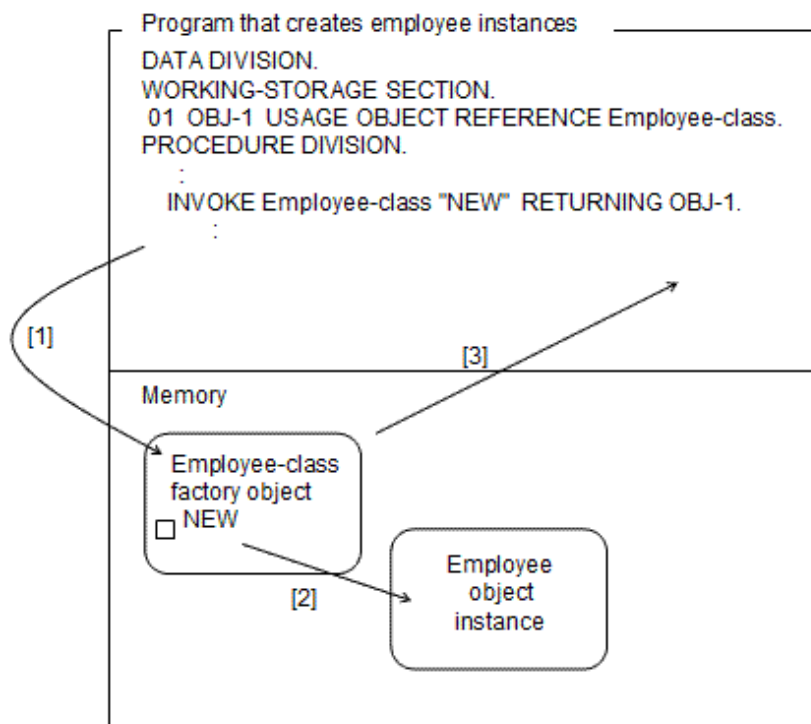 Program that creates employee instances
DATA DIVISION.
WORKING-STORAGE SECTION.
01 OBJ-1 USAGE OBJECT REFERENCE Employee-class.
PROCEDURE DIVISION.
:
INVOKE Employee-class "NEW" RETURNING OBJ-1.
:
[1]
[3]
Memory
Employee-class
factory object
NEW
[2]
Employee
object
instance